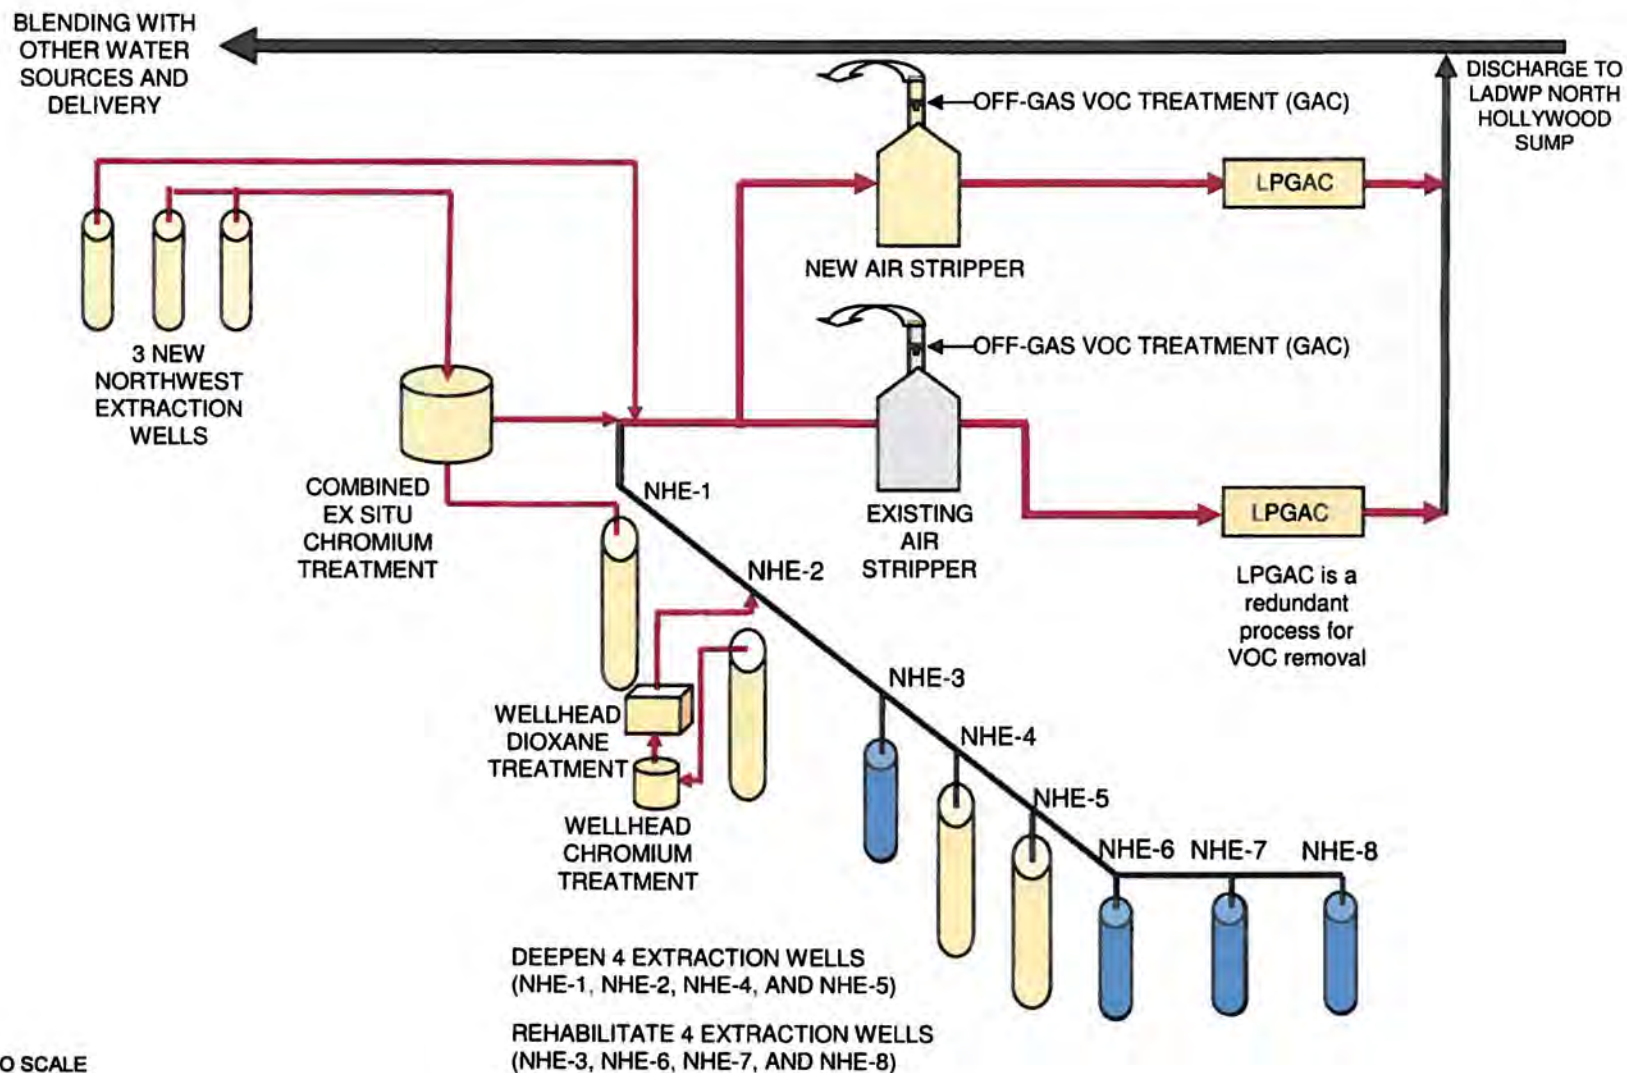 BLENDING WITH
OTHER WATER
SOURCES AND
DELIVERY
DISCHARGE TO
LADWP NORTH
HOLLYWOOD
SUMP
OFF-GAS VOC TREATMENT (GAC)
LPGAC
NEW AIR STRIPPER
3 NEW
NORTHWEST
EXTRACTION
WELLS
OFF-GAS VOC TREATMENT (GAC)
COMBINED
EX SITU
CHROMIUM
TREATMENT
NHE-1
EXISTING
AIR
STRIPPER
LPGAC
LPGAC is a
redundant
process for
VOC removal
NHE-2
WELLHEAD
DIOXANE
TREATMENT
WELLHEAD
CHROMIUM
TREATMENT
NHE-3
NHE-4
NHE-5
NHE-6 NHE-7 NHE-8
DEEPEN 4 EXTRACTION WELLS
(NHE-1, NHE-2, NHE-4, AND NHE-5)
REHABILITATE 4 EXTRACTION WELLS
(NHE-3, NHE-6, NHE-7, AND NHE-8)
O SCALE